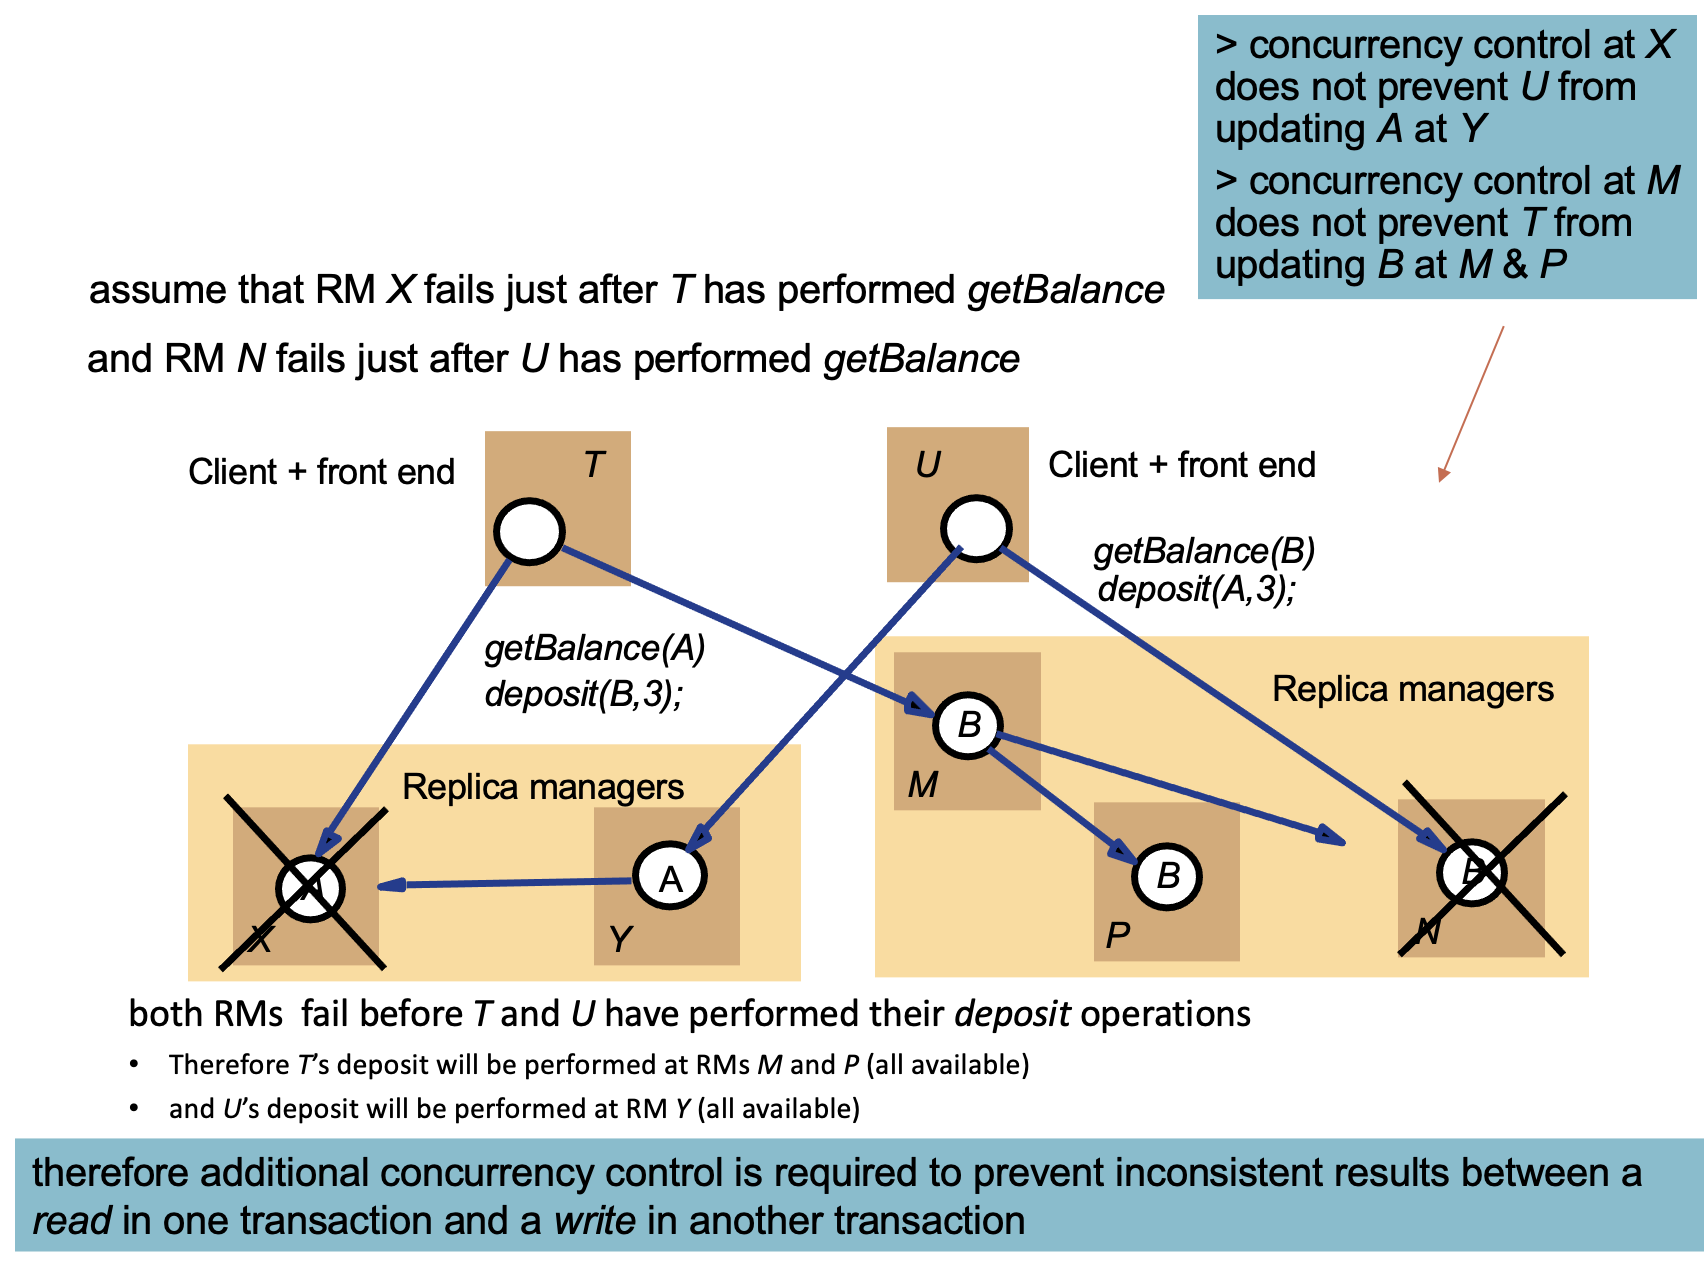 > concurrency control at X
does not prevent U from
updating A at Y
> concurrency control at M
does not prevent T from
updating B at M & P
assume that RM X fails just after T has performed getBalance
and RM N fails just after U has performed getBalance
Client + front end
T
U
Client + front end
getBalance(B)
deposit(A,3);
getBalance(A)
deposit(B,3);
Replica managers
B
M
Replica managers
A
X
A
Y
B
P
B
N
both RMs fail before T and U have performed their deposit operations
• Therefore T’s deposit will be performed at RMs M and P (all available)
• and U’s deposit will be performed at RM Y (all available)
therefore additional concurrency control is required to prevent inconsistent results between a
read in one transaction and a write in another transaction